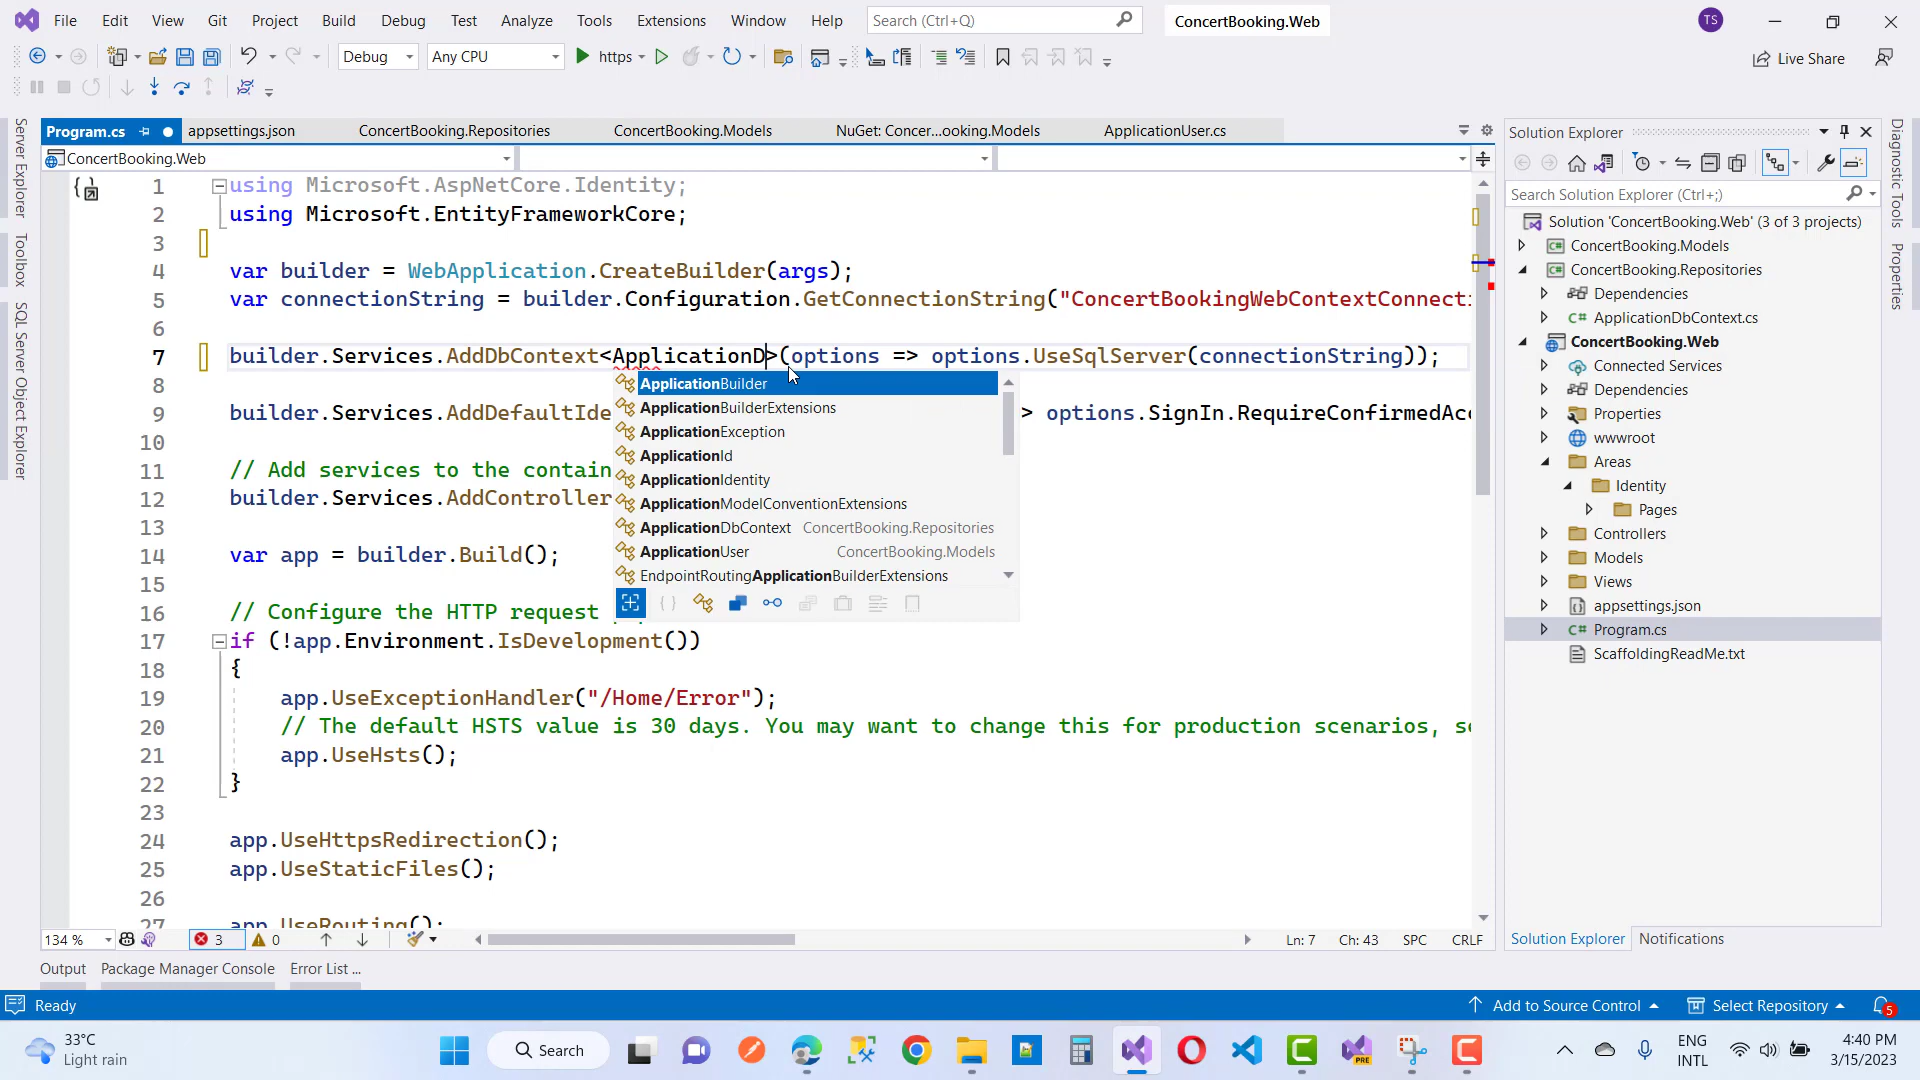 File Edit View Git Project Build Debug Test Analyze Tools Extensions Window Help Search (Ctrl+Q) ConcertBooking.Web TS
Debug Any CPU https Live Share
Program.cs appsettings.json ConcertBooking.Repositories ConcertBooking.Models NuGet: Concer...ooking.Models ApplicationUser.cs
ConcertBooking.Web
Server Explorer
Toolbox
SQL Server Object Explorer
1 using Microsoft.AspNetCore.Identity;
2 using Microsoft.EntityFrameworkCore;
3
4 var builder = WebApplication.CreateBuilder(args);
5 var connectionString = builder.Configuration.GetConnectionString("ConcertBookingWebContextConnecti
6
7 builder.Services.AddDbContext<ApplicationD>(options => options.UseSqlServer(connectionString));
8
9 builder.Services.AddDefaultIde > options.SignIn.RequireConfirmedAcc
10
11 // Add services to the contain
12 builder.Services.AddController
13
14 var app = builder.Build();
15
16 // Configure the HTTP request
17 if (!app.Environment.IsDevelopment())
18 {
19 app.UseExceptionHandler("/Home/Error");
20 // The default HSTS value is 30 days. You may want to change this for production scenarios, se
21 app.UseHsts();
22 }
23
24 app.UseHttpsRedirection();
25 app.UseStaticFiles();
26
27 app.UseRouting();
ApplicationBuilder
ApplicationBuilderExtensions
ApplicationException
ApplicationId
ApplicationIdentity
ApplicationModelConventionExtensions
ApplicationDbContext ConcertBooking.Repositories
ApplicationUser ConcertBooking.Models
EndpointRoutingApplicationBuilderExtensions
134 % 3 0 Ln: 7 Ch: 43 SPC CRLF
Solution Explorer
Search Solution Explorer (Ctrl+;)
Solution 'ConcertBooking.Web' (3 of 3 projects)
ConcertBooking.Models
ConcertBooking.Repositories
Dependencies
C# ApplicationDbContext.cs
ConcertBooking.Web
Connected Services
Dependencies
Properties
wwwroot
Areas
Identity
Pages
Controllers
Models
Views
appsettings.json
C# Program.cs
ScaffoldingReadMe.txt
Solution Explorer Notifications
Diagnostic Tools
Properties
Output Package Manager Console Error List ...
Ready Add to Source Control Select Repository 5
33°C
Light rain
Search
PRE
ENG
INTL
4:40 PM
3/15/2023